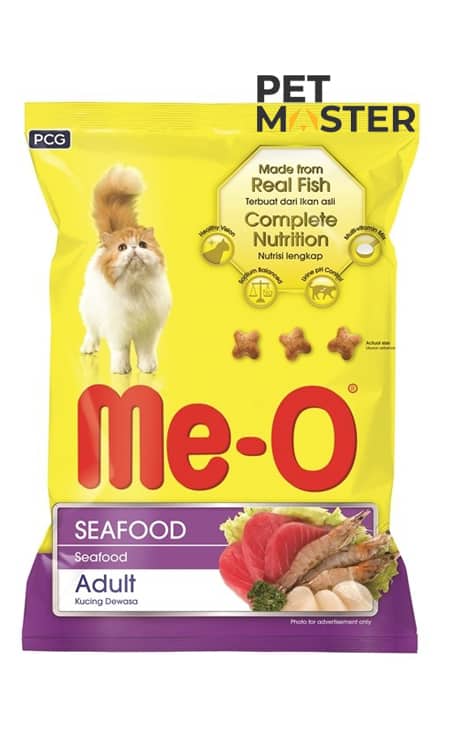 PET
MASTER
PCG
Made from
Real Fish
Terbuat dari Ikan asli
Complete
Nutrition
Nutrisi lengkap
Healthy Vision
Multi-vitamin Milk
Sodium Balanced
Urine pH Control
Actual size
Me-O®
SEAFOOD
Seafood
Adult
Kucing Dewasa
Photo for advertisement only